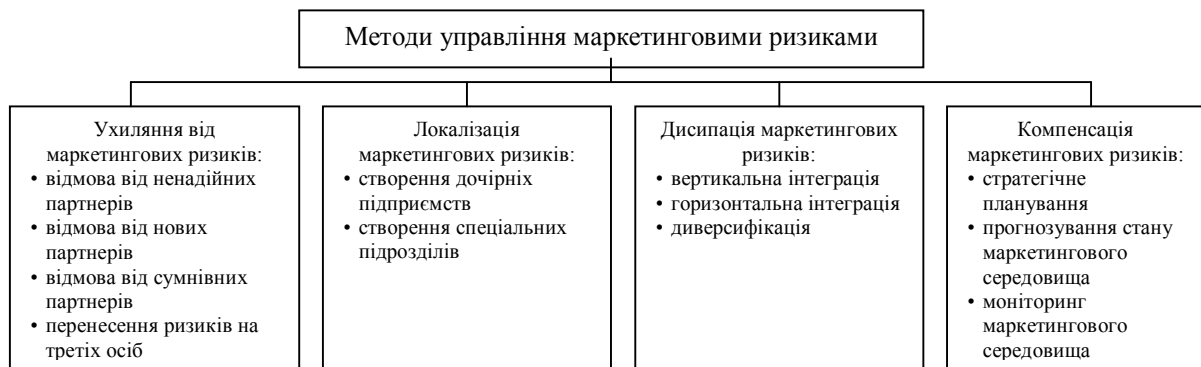 Методи управління маркетинговими ризиками
Ухиляння від
маркетингових ризиків:
• відмова від ненадійних
партнерів
• відмова від нових
партнерів
• відмова від сумнівних
партнерів
• перенесення ризиків на
третіх осіб
Локалізація
маркетингових ризиків:
• створення дочірніх
підприємств
• створення спеціальних
підрозділів
Дисипація маркетингових
ризиків:
• вертикальна інтеграція
• горизонтальна інтеграція
• диверсифікація
Компенсація
маркетингових ризиків:
• стратегічне
планування
• прогнозування стану
маркетингового
середовища
• моніторинг
маркетингового
середовища